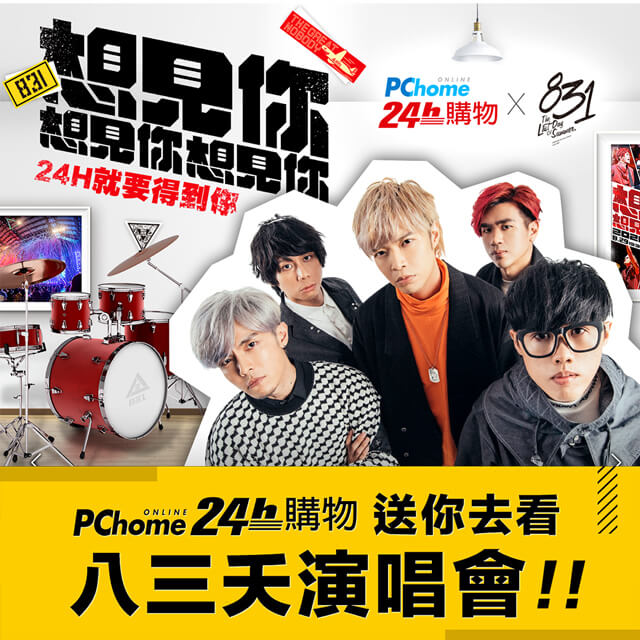 831
想見你
想見你想見你
24H就要得到你
THE GREAT
NOBODY
PChome
ONLINE
24h購物
×
831
The
Last Day
Of
Summer
PChome
ONLINE
24h購物 送你去看
八三夭演唱會!!